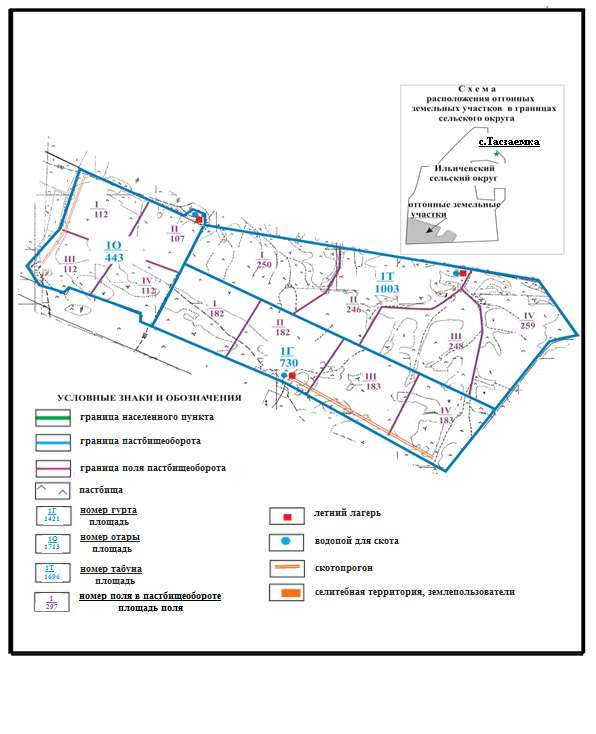 С х е м а
расположения отгонных
земельных участков в границах
сельского округа
с.Тасзаемка
Ильичевский
сельский округ
отгонные земельные
участки
I
112
II
107
1О
443
III
112
IV
112
I
250
1Т
1003
II
246
I
182
II
182
IV
259
III
248
1Г
730
III
183
IV
183
УСЛОВНЫЕ ЗНАКИ И ОБОЗНАЧЕНИЯ
граница населенного пункта
граница пастбищеоборота
граница поля пастбищеоборота
пастбища
1Г
1421
номер гурта
площадь
1О
1713
номер отары
площадь
1Т
1686
номер табуна
площадь
I
297
номер поля в пастбищеобороте
площадь поля
летний лагерь
водопой для скота
скотопрогон
селитебная территория, землепользователи